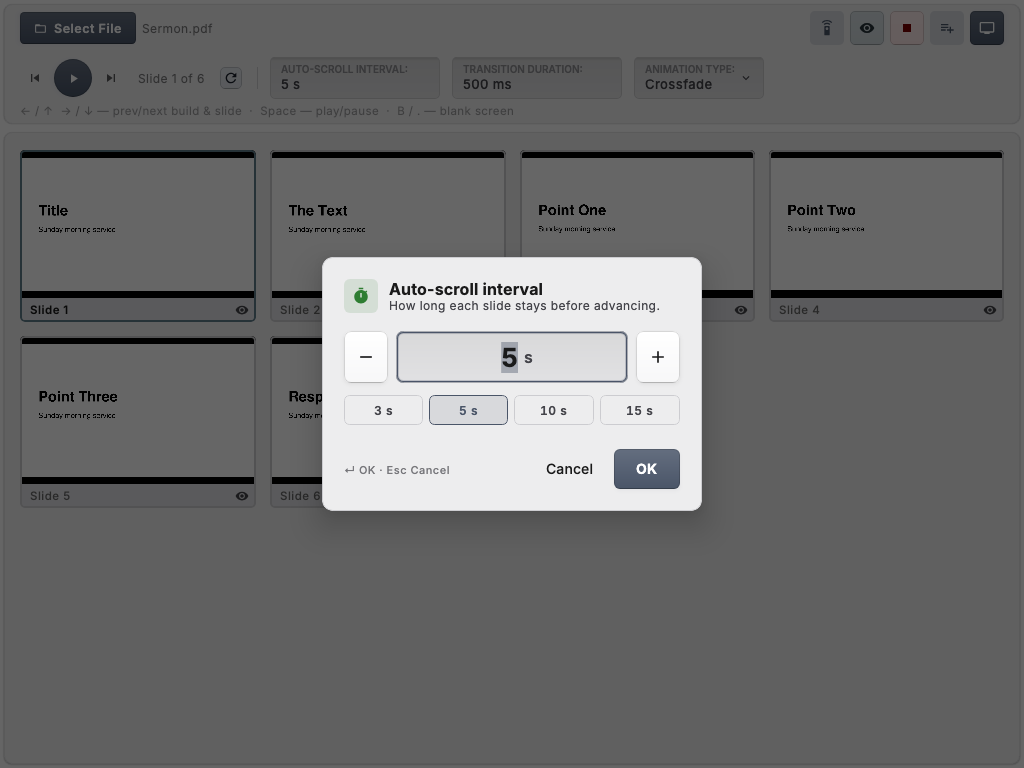 Select File
Sermon.pdf
Slide 1 of 6
AUTO-SCROLL INTERVAL:
5 s
TRANSITION DURATION:
500 ms
ANIMATION TYPE:
Crossfade
← / ↑ → / ↓ — prev/next build & slide · Space — play/pause · B / . — blank screen
Title
Sunday morning service
Slide 1
The Text
Sunday morning service
Slide 2
Point One
Sunday morning service
Point Two
Sunday morning service
Slide 4
Point Three
Sunday morning service
Slide 5
Resp
Slide 6
Auto-scroll interval
How long each slide stays before advancing.
− 5 s +
3 s 5 s 10 s 15 s
↵ OK · Esc Cancel
Cancel
OK